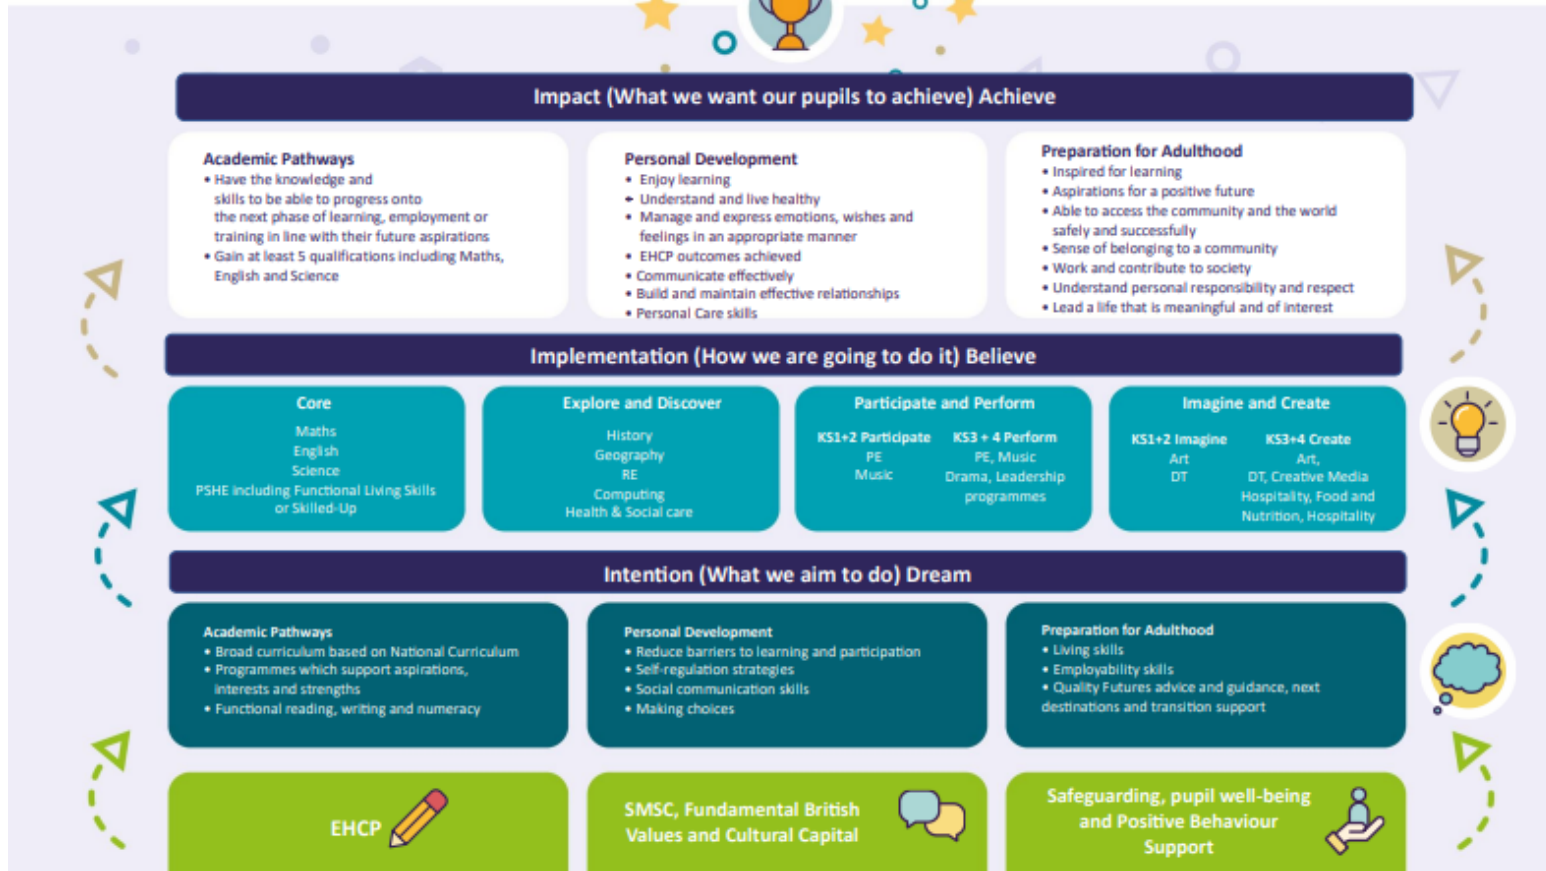 Impact (What we want our pupils to achieve) Achieve
Academic Pathways
• Have the knowledge and
skills to be able to progress onto
the next phase of learning, employment or
training in line with their future aspirations
• Gain at least 5 qualifications including Maths,
English and Science
Personal Development
• Enjoy learning
• Understand and live healthy
• Manage and express emotions, wishes and
feelings in an appropriate manner
• EHCP outcomes achieved
• Communicate effectively
• Build and maintain effective relationships
• Personal Care skills
Preparation for Adulthood
• Inspired for learning
• Aspirations for a positive future
• Able to access the community and the world
safely and successfully
• Sense of belonging to a community
• Work and contribute to society
• Understand personal responsibility and respect
• Lead a life that is meaningful and of interest
Implementation (How we are going to do it) Believe
Core
Maths
English
Science
PSHE including Functional Living Skills
or Skilled-Up
Explore and Discover
History
Geography
RE
Computing
Health & Social care
Participate and Perform
KS1+2 Participate
PE
Music
KS3 + 4 Perform
PE, Music
Drama, Leadership
programmes
Imagine and Create
KS1+2 Imagine
Art
DT
KS3+4 Create
Art,
DT, Creative Media
Hospitality, Food and
Nutrition, Hospitality
Intention (What we aim to do) Dream
Academic Pathways
• Broad curriculum based on National Curriculum
• Programmes which support aspirations,
interests and strengths
• Functional reading, writing and numeracy
Personal Development
• Reduce barriers to learning and participation
• Self-regulation strategies
• Social communication skills
• Making choices
Preparation for Adulthood
• Living skills
• Employability skills
• Quality Futures advice and guidance, next
destinations and transition support
EHCP
SMSC, Fundamental British
Values and Cultural Capital
Safeguarding, pupil well-being
and Positive Behaviour
Support